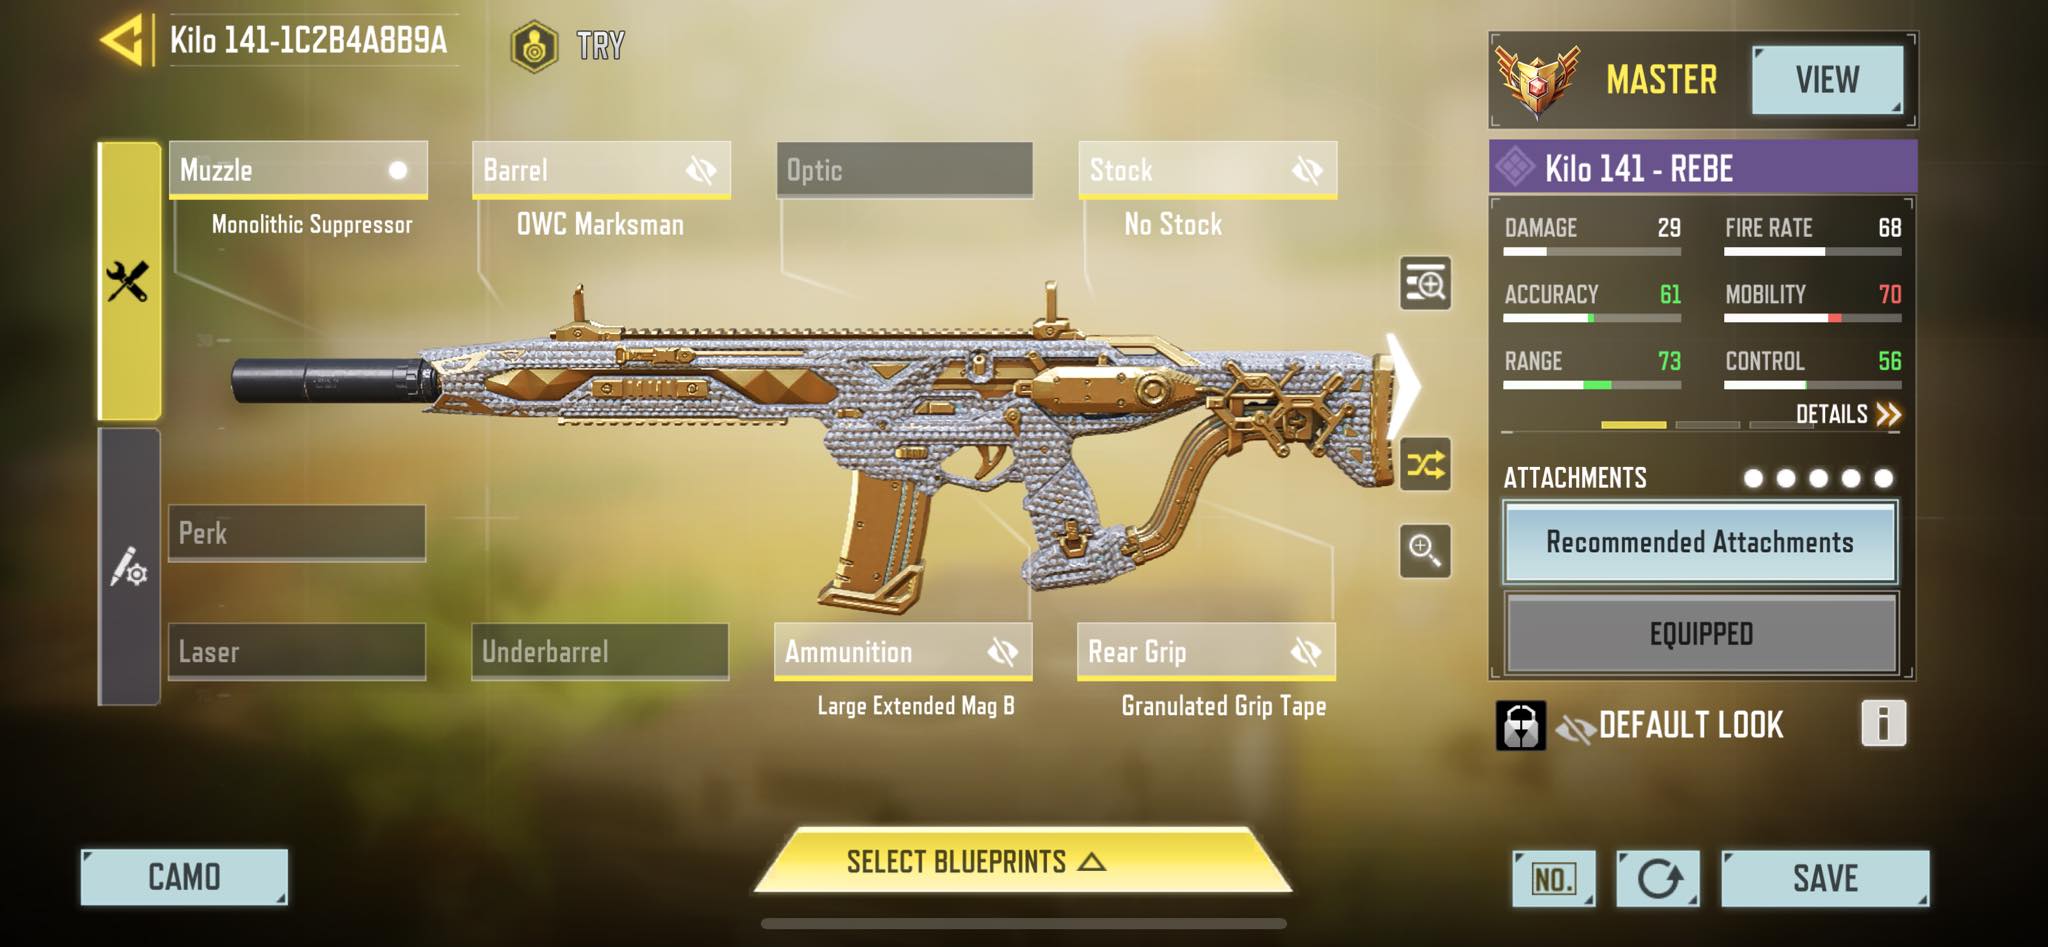 Kilo 141-1C2B4A8B9A
TRY
MASTER
VIEW
Muzzle
Monolithic Suppressor
Barrel
OWC Marksman
Optic
Stock
No Stock
Kilo 141 - REBE
DAMAGE 29
FIRE RATE 68
ACCURACY 61
MOBILITY 70
RANGE 73
CONTROL 56
DETAILS
ATTACHMENTS
Recommended Attachments
EQUIPPED
Perk
Laser
Underbarrel
Ammunition
Large Extended Mag B
Rear Grip
Granulated Grip Tape
DEFAULT LOOK
i
CAMO
SELECT BLUEPRINTS
NO.
SAVE